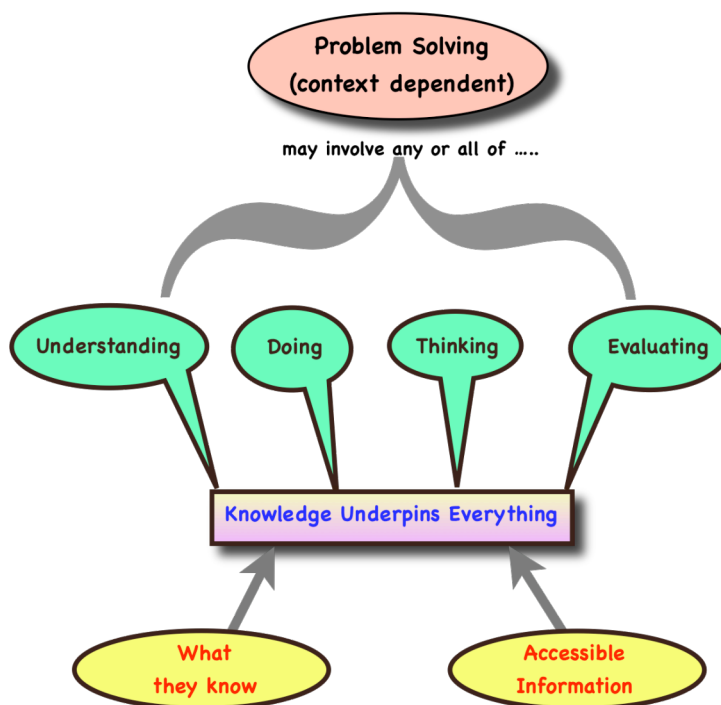 Problem Solving
(context dependent)
may involve any or all of .....
Understanding
Doing
Thinking
Evaluating
Knowledge Underpins Everything
What
they know
Accessible
Information